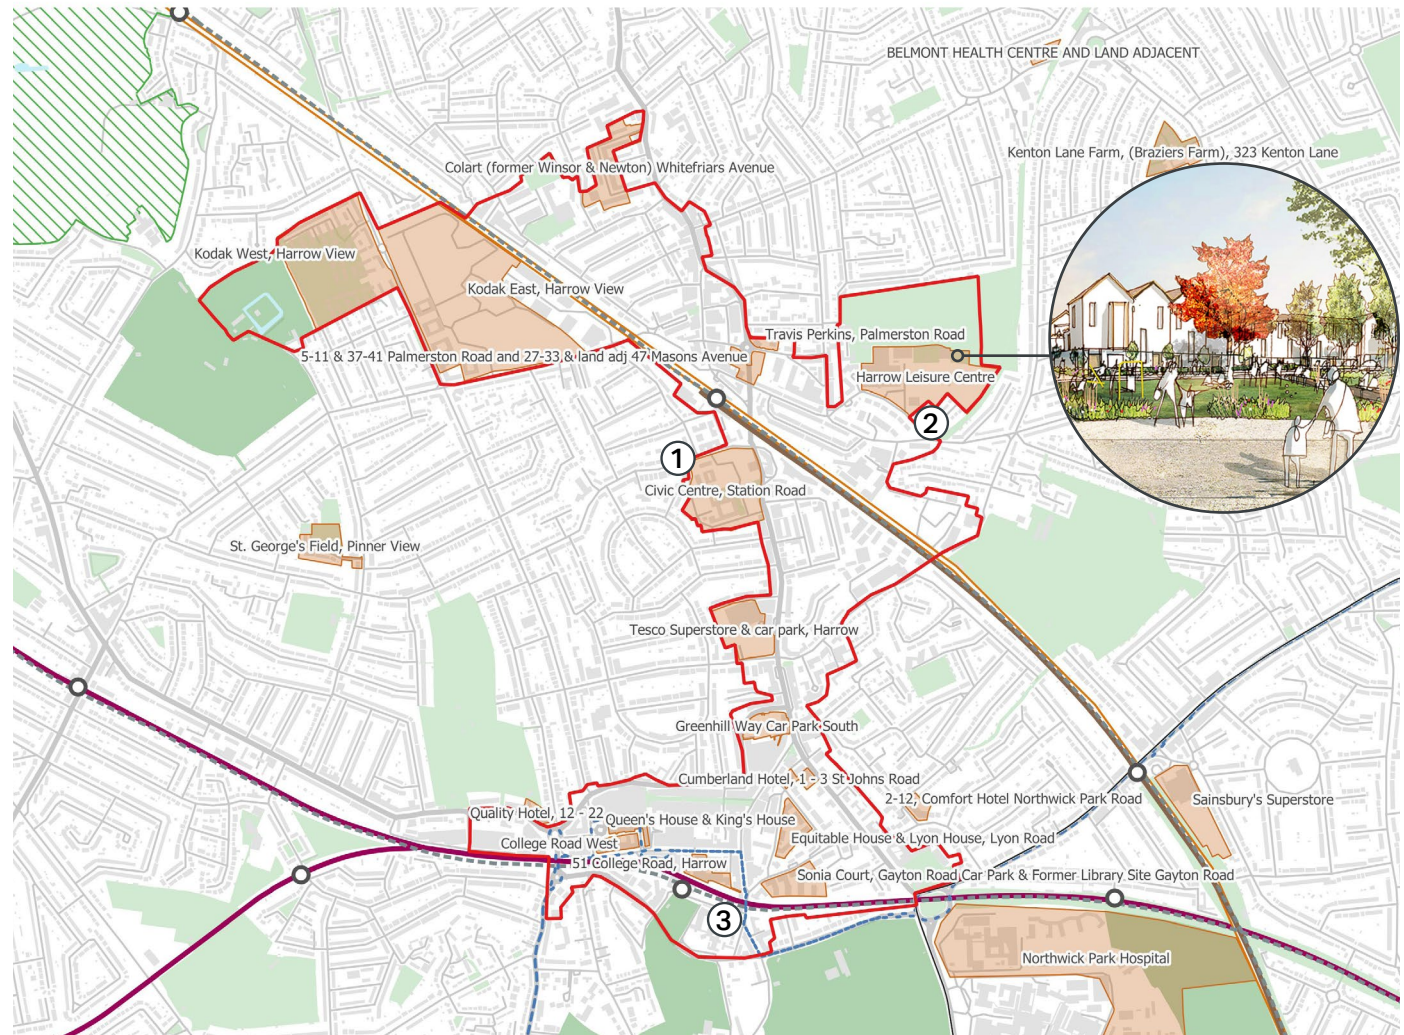 BELMONT HEALTH CENTRE AND LAND ADJACENT
Kenton Lane Farm, (Braziers Farm), 323 Kenton Lane
Colart (former Winsor & Newton) Whitefriars Avenue
Kodak West, Harrow View
Kodak East, Harrow View
Travis Perkins, Palmerston Road
5-11 & 37-41 Palmerston Road and 27-33 & land adj 47 Masons Avenue
Harrow Leisure Centre
2
1
Civic Centre, Station Road
St. George's Field, Pinner View
Tesco Superstore & car park, Harrow
Greenhill Way Car Park South
Cumberland Hotel, 1 - 3 St Johns Road
2-12, Comfort Hotel Northwick Park Road
Sainsbury's Superstore
Quality Hotel, 12 - 22
Queen's House & King's House
College Road West
Equitable House & Lyon House, Lyon Road
51 College Road, Harrow
Sonia Court, Gayton Road Car Park & Former Library Site Gayton Road
3
Northwick Park Hospital